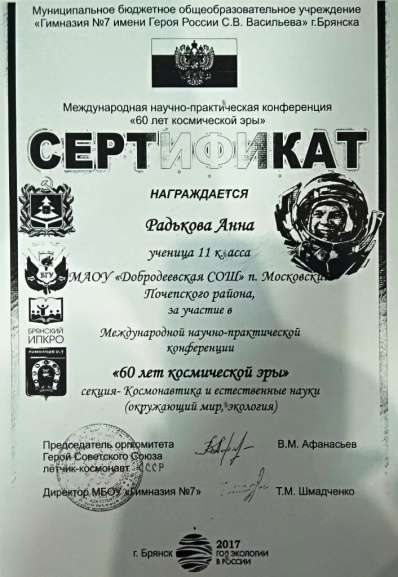 Муниципальное бюджетное общеобразовательное учреждение
«Гимназия №7 имени Героя России С.В. Васильева» г.Брянска
Международная научно-практическая конференция
«60 лет космической эры»
СЕРТИФИКАТ
НАГРАЖДАЕТСЯ
Радькова Анна
ученица 11 класса
МАОУ «Добродеевская СОШ» п. Московский
Почепского района,
за участие в
Международной научно-практической
конференции
«60 лет космической эры»
секция- Космонавтика и естественные науки
(окружающий мир, экология)
БГУ
БРЯНСКИЙ
ИПКРО
Председатель оргкомитета
Герой Советского Союза
лётчик-космонавт СССР
В.М. Афанасьев
Директор МБОУ «Гимназия №7»
Т.М. Шмадченко
г. Брянск
2017
ГОД ЭКОЛОГИИ
В РОССИИ